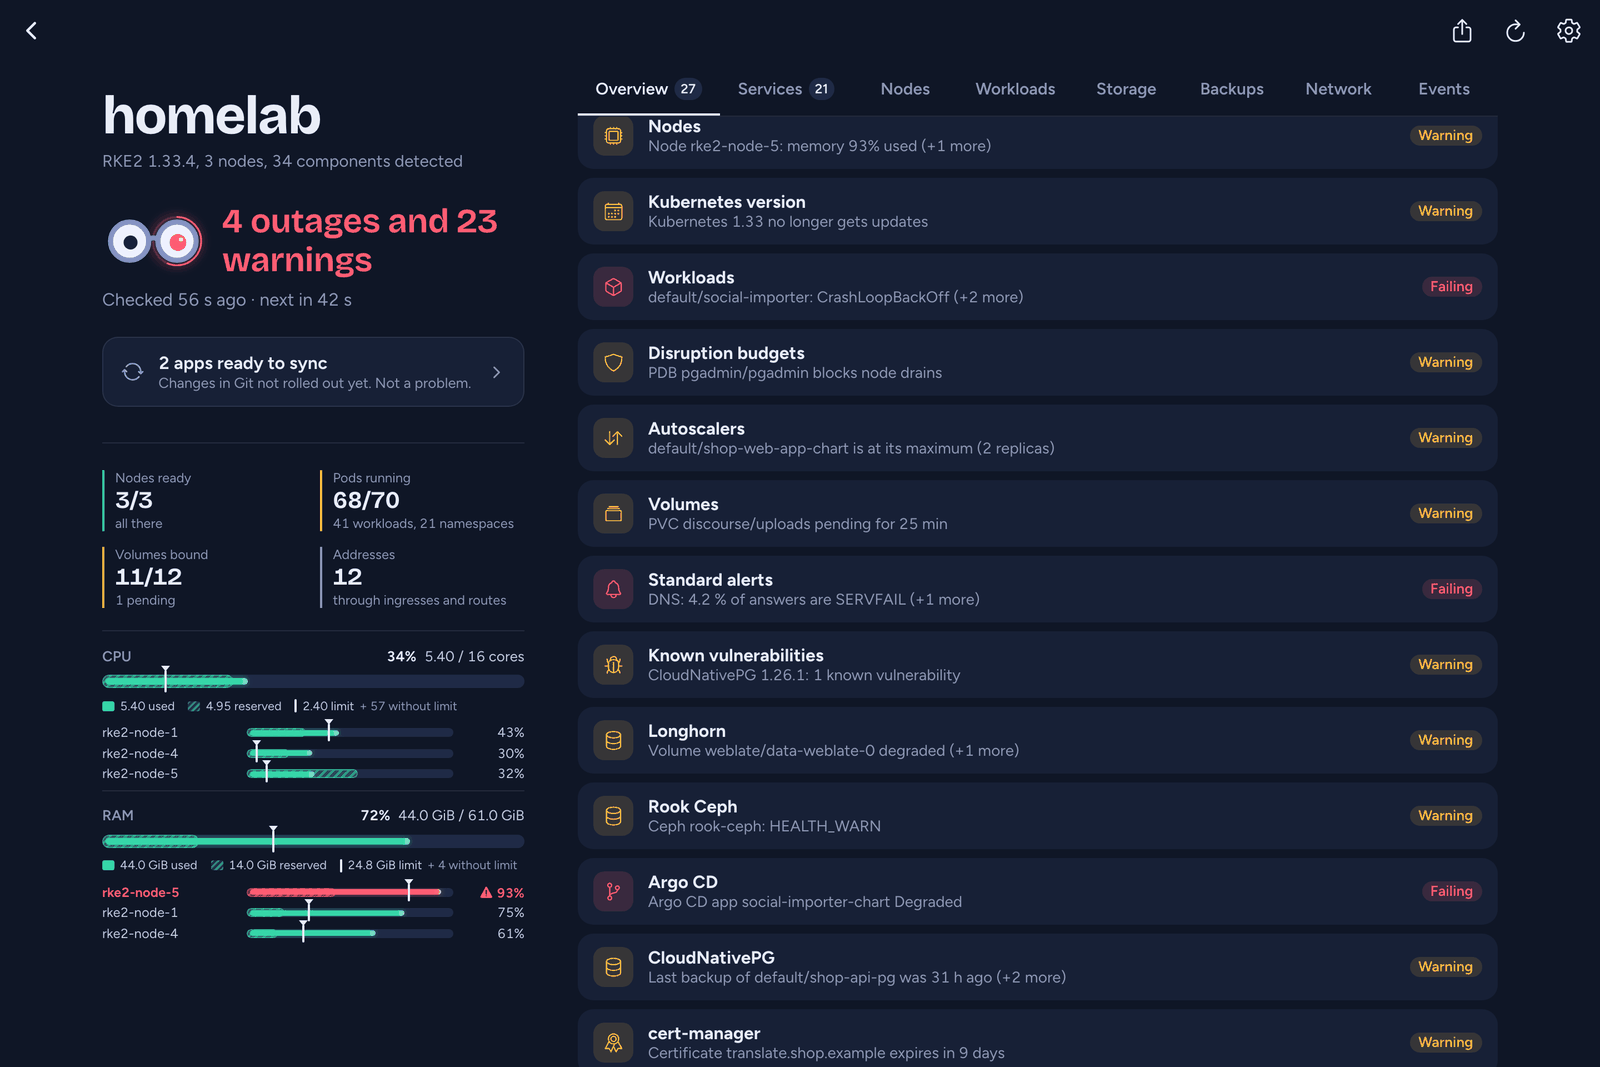 homelab
RKE2 1.33.4, 3 nodes, 34 components detected
4 outages and 23
warnings
Checked 56 s ago · next in 42 s
2 apps ready to sync
Changes in Git not rolled out yet. Not a problem.
Nodes ready
3/3
all there
Pods running
68/70
41 workloads, 21 namespaces
Volumes bound
11/12
1 pending
Addresses
12
through ingresses and routes
CPU 34% 5.40 / 16 cores
5.40 used 4.95 reserved 2.40 limit + 57 without limit
rke2-node-1 43%
rke2-node-4 30%
rke2-node-5 32%
RAM 72% 44.0 GiB / 61.0 GiB
44.0 GiB used 14.0 GiB reserved 24.8 GiB limit + 4 without limit
rke2-node-5 93%
rke2-node-1 75%
rke2-node-4 61%
Overview 27 Services 21 Nodes Workloads Storage Backups Network Events
Nodes
Node rke2-node-5: memory 93% used (+1 more)
Warning
Kubernetes version
Kubernetes 1.33 no longer gets updates
Warning
Workloads
default/social-importer: CrashLoopBackOff (+2 more)
Failing
Disruption budgets
PDB pgadmin/pgadmin blocks node drains
Warning
Autoscalers
default/shop-web-app-chart is at its maximum (2 replicas)
Warning
Volumes
PVC discourse/uploads pending for 25 min
Warning
Standard alerts
DNS: 4.2 % of answers are SERVFAIL (+1 more)
Failing
Known vulnerabilities
CloudNativePG 1.26.1: 1 known vulnerability
Warning
Longhorn
Volume weblate/data-weblate-0 degraded (+1 more)
Warning
Rook Ceph
Ceph rook-ceph: HEALTH_WARN
Warning
Argo CD
Argo CD app social-importer-chart Degraded
Failing
CloudNativePG
Last backup of default/shop-api-pg was 31 h ago (+2 more)
Warning
cert-manager
Certificate translate.shop.example expires in 9 days
Warning